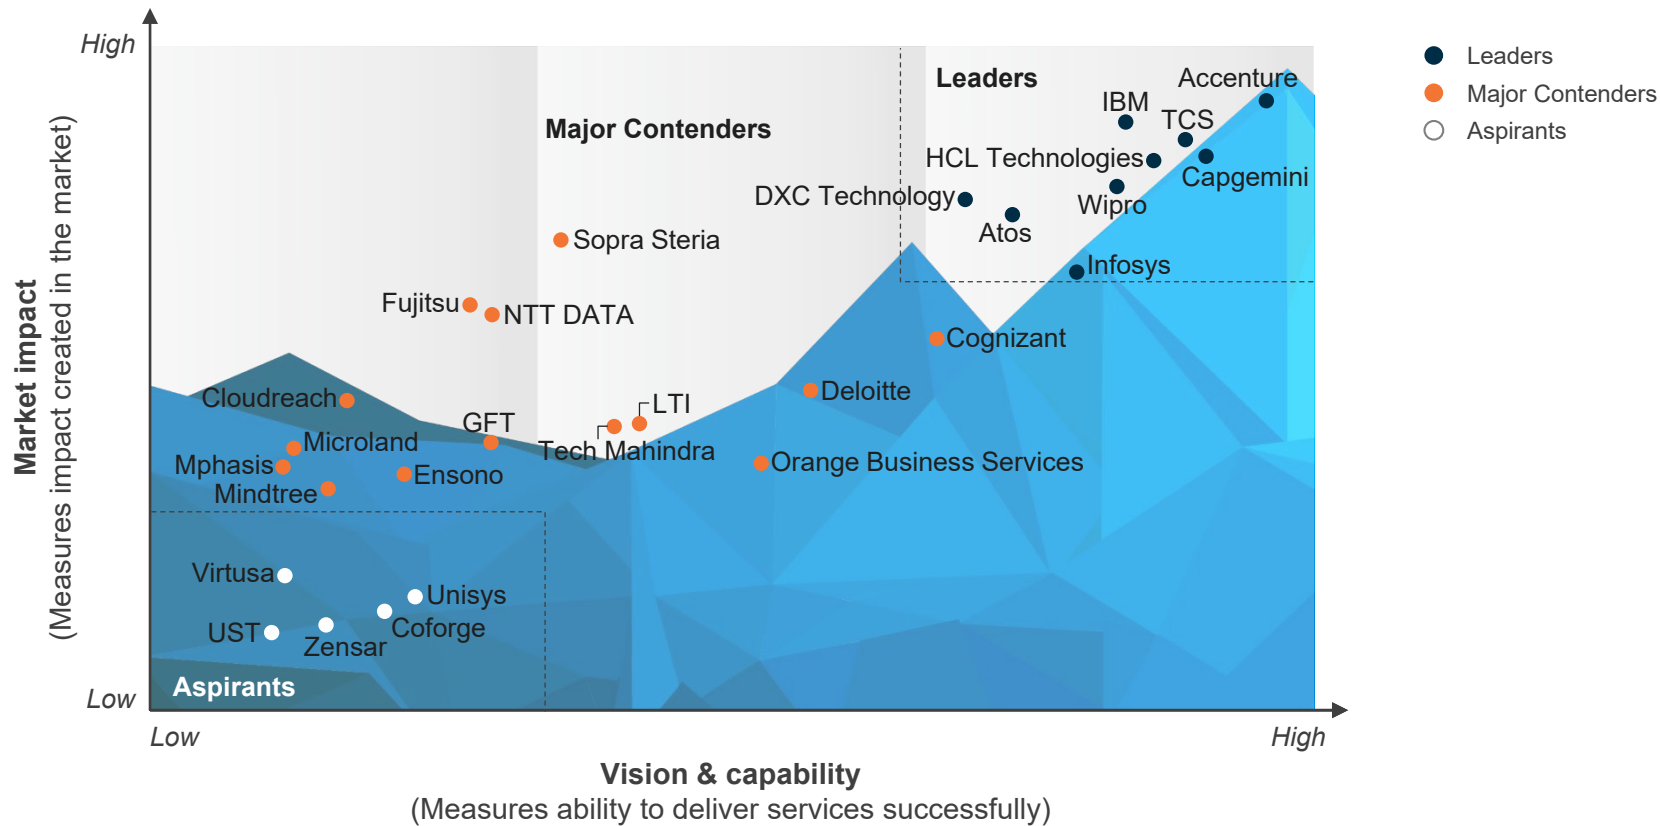 High
Leaders
Accenture
IBM
TCS
Major Contenders
HCL Technologies
Capgemini
DXC Technology
Wipro
Atos
Sopra Steria
Infosys
Fujitsu
NTT DATA
Cognizant
Cloudreach
Deloitte
LTI
GFT
Microland
Tech Mahindra
Mphasis
Ensono
Orange Business Services
Mindtree
Virtusa
Unisys
UST
Coforge
Zensar
Aspirants
Low
Low
High
Market impact
(Measures impact created in the market)
Vision & capability
(Measures ability to deliver services successfully)
Leaders
Major Contenders
Aspirants